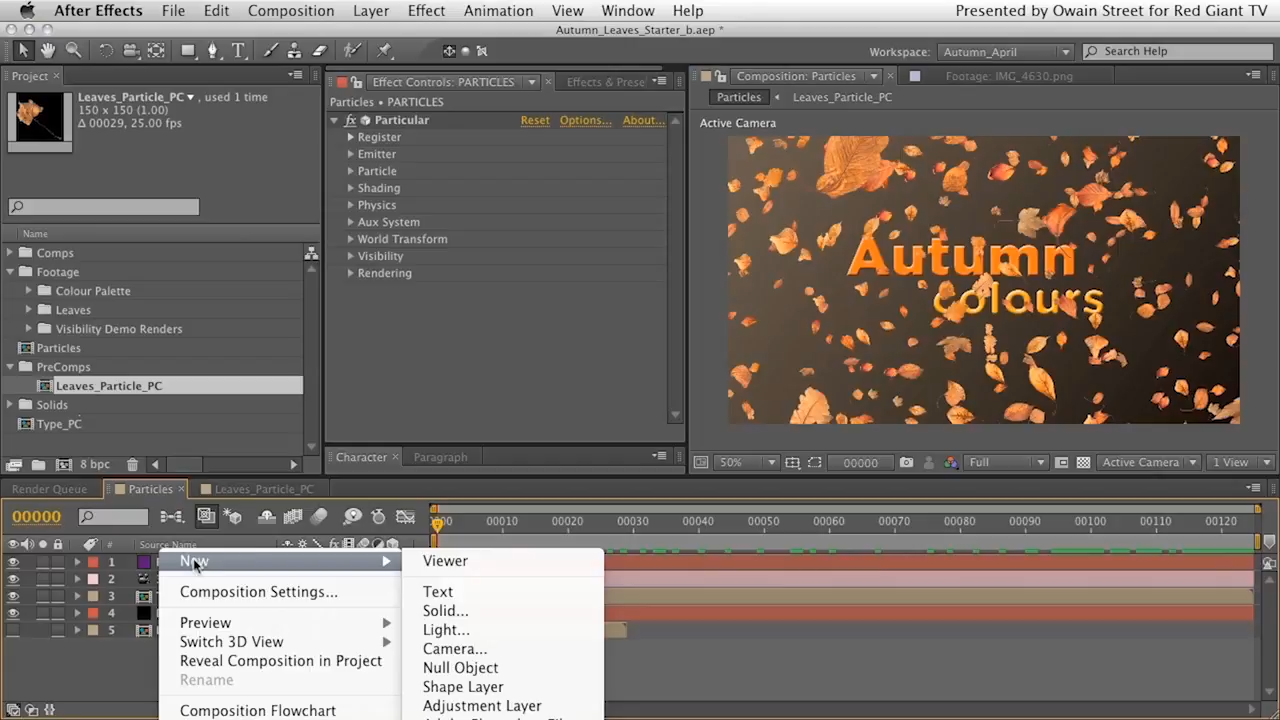 After Effects File Edit Composition Layer Effect Animation View Window Help Presented by Owain Street for Red Giant TV
Autumn_Leaves_Starter_b.aep *
Workspace: Autumn_April Search Help
Project Effect Controls: PARTICLES Effects & Prese Composition: Particles Footage: IMG_4630.png
Leaves_Particle_PC , used 1 time
150 x 150 (1.00)
Δ 00029, 25.00 fps
Particles • PARTICLES
Particles Leaves_Particle_PC
fx Particular Reset Options... About...
Active Camera
Register
Emitter
Particle
Shading
Physics
Aux System
World Transform
Visibility
Rendering
Autumn
colours
Name
Comps
Footage
Colour Palette
Leaves
Visibility Demo Renders
Particles
PreComps
Leaves_Particle_PC
Solids
Type_PC
8 bpc
Character Paragraph
50% 00000 Full Active Camera 1 View
Render Queue Particles Leaves_Particle_PC
00000
00010 00020 00030 00040 00050 00060 00070 00080 00090 00100 00110 00120
# Source Name
1
2
3
4
5
New
Composition Settings...
Preview
Switch 3D View
Reveal Composition in Project
Rename
Composition Flowchart
Viewer
Text
Solid...
Light...
Camera...
Null Object
Shape Layer
Adjustment Layer